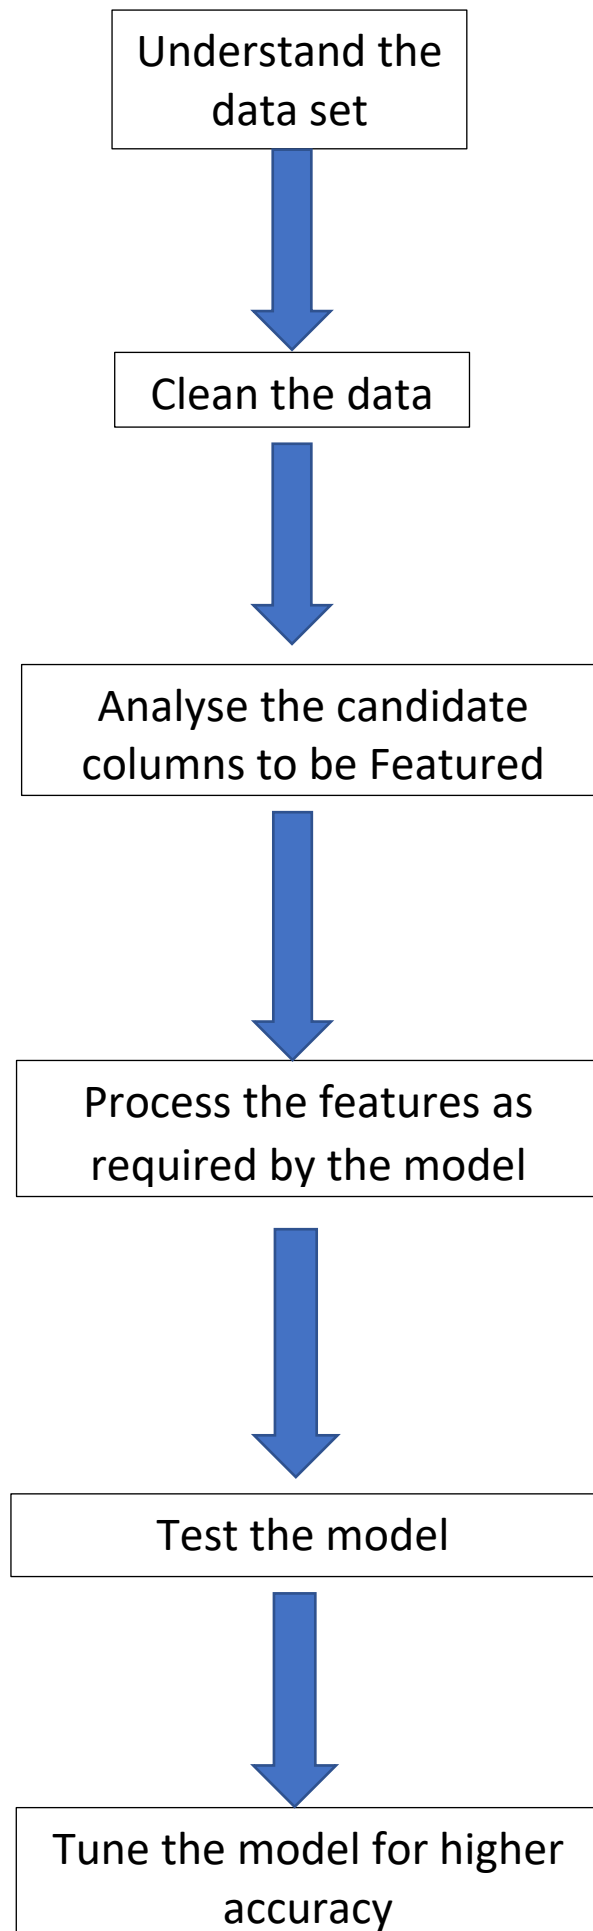 Understand the
data set
Clean the data
Analyse the candidate
columns to be Featured
Process the features as
required by the model
Test the model
Tune the model for higher
accuracy